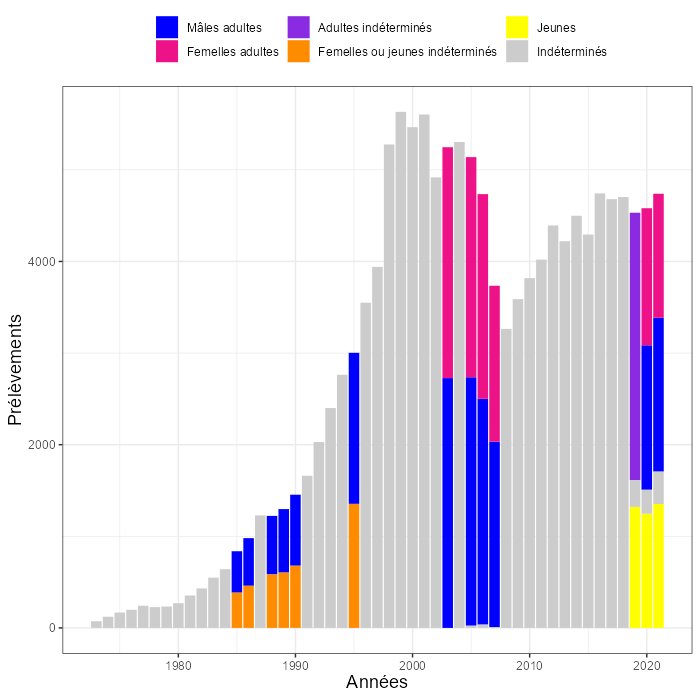 Mâles adultes
Adultes indéterminés
Jeunes
Femelles adultes
Femelles ou jeunes indéterminés
Indéterminés
Prélèvements
4000
2000
0
1980
1990
2000
2010
2020
Années